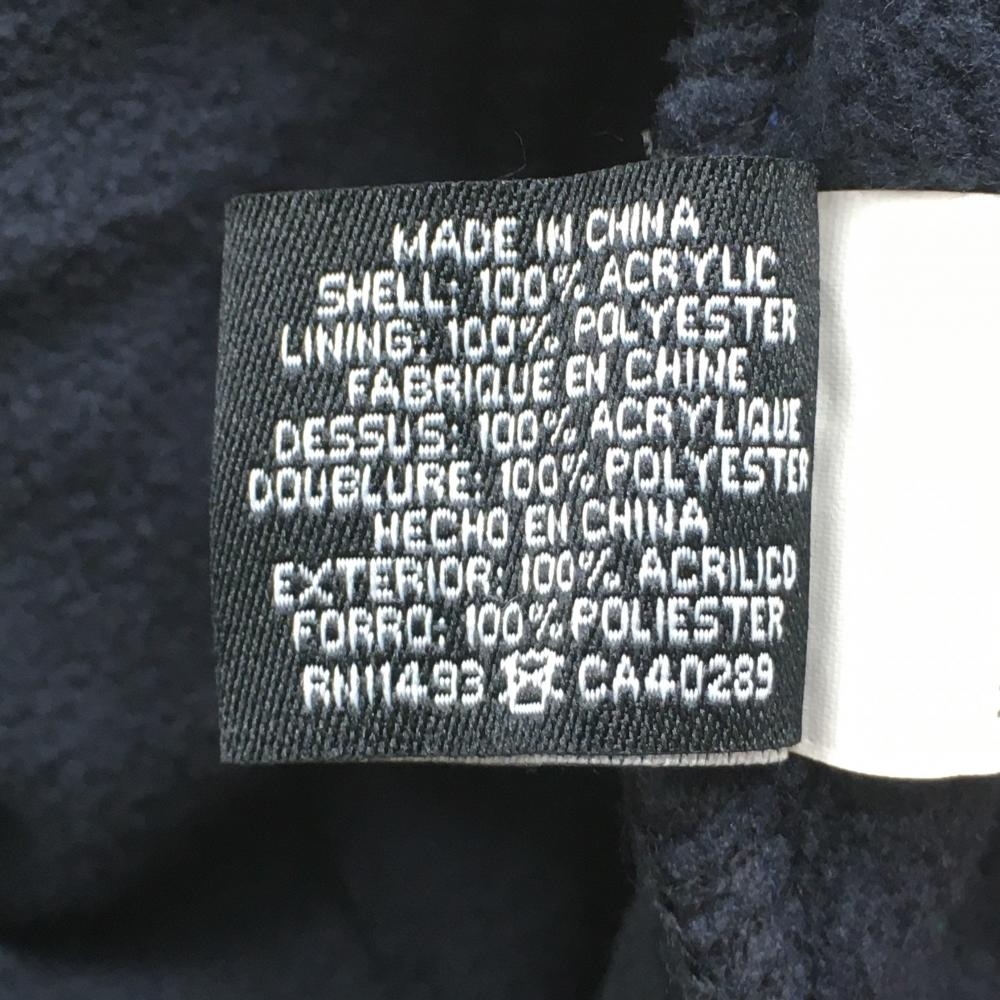 MADE IN CHINA
SHELL: 100% ACRYLIC
LINING: 100% POLYESTER
FABRIQUE EN CHINE
DESSUS: 100% ACRYLIQUE
DOUBLURE: 100% POLYESTER
HECHO EN CHINA
EXTERIOR: 100% ACRILICO
FORRO: 100% POLIESTER
RN11493 CA40289